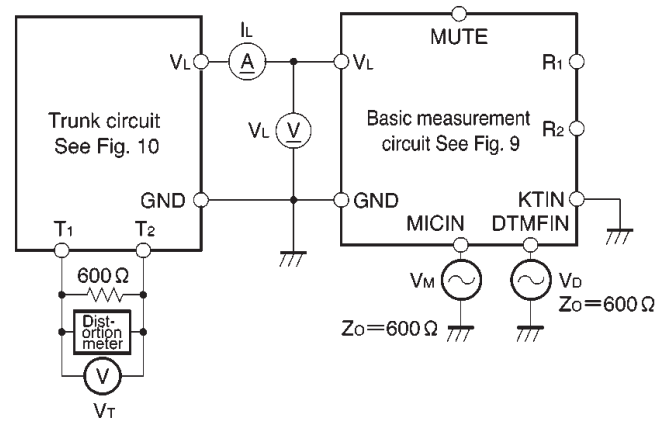 IL
MUTE
VL
A
VL
R1
Trunk circuit
See Fig. 10
VL
V
Basic measurement
circuit See Fig. 9
R2
GND
GND
KTIN
T1
T2
MICIN
DTMFIN
600 Ω
VM
VD
Dist-
ortion
meter
ZO=600 Ω
ZO=600 Ω
V
VT